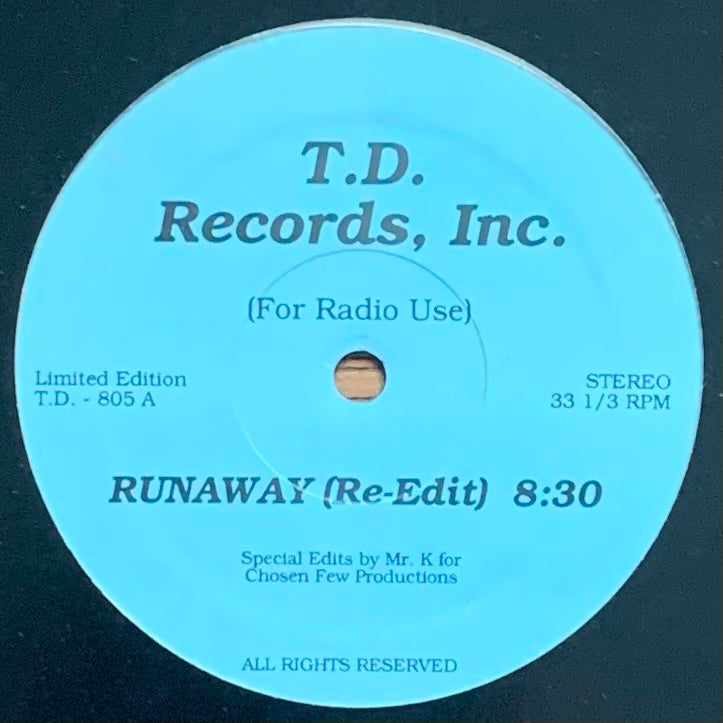 T.D.
Records, Inc.
(For Radio Use)
Limited Edition
T.D. - 805 A
STEREO
33 1/3 RPM
RUNAWAY (Re-Edit) 8:30
Special Edits by Mr. K for
Chosen Few Productions
ALL RIGHTS RESERVED